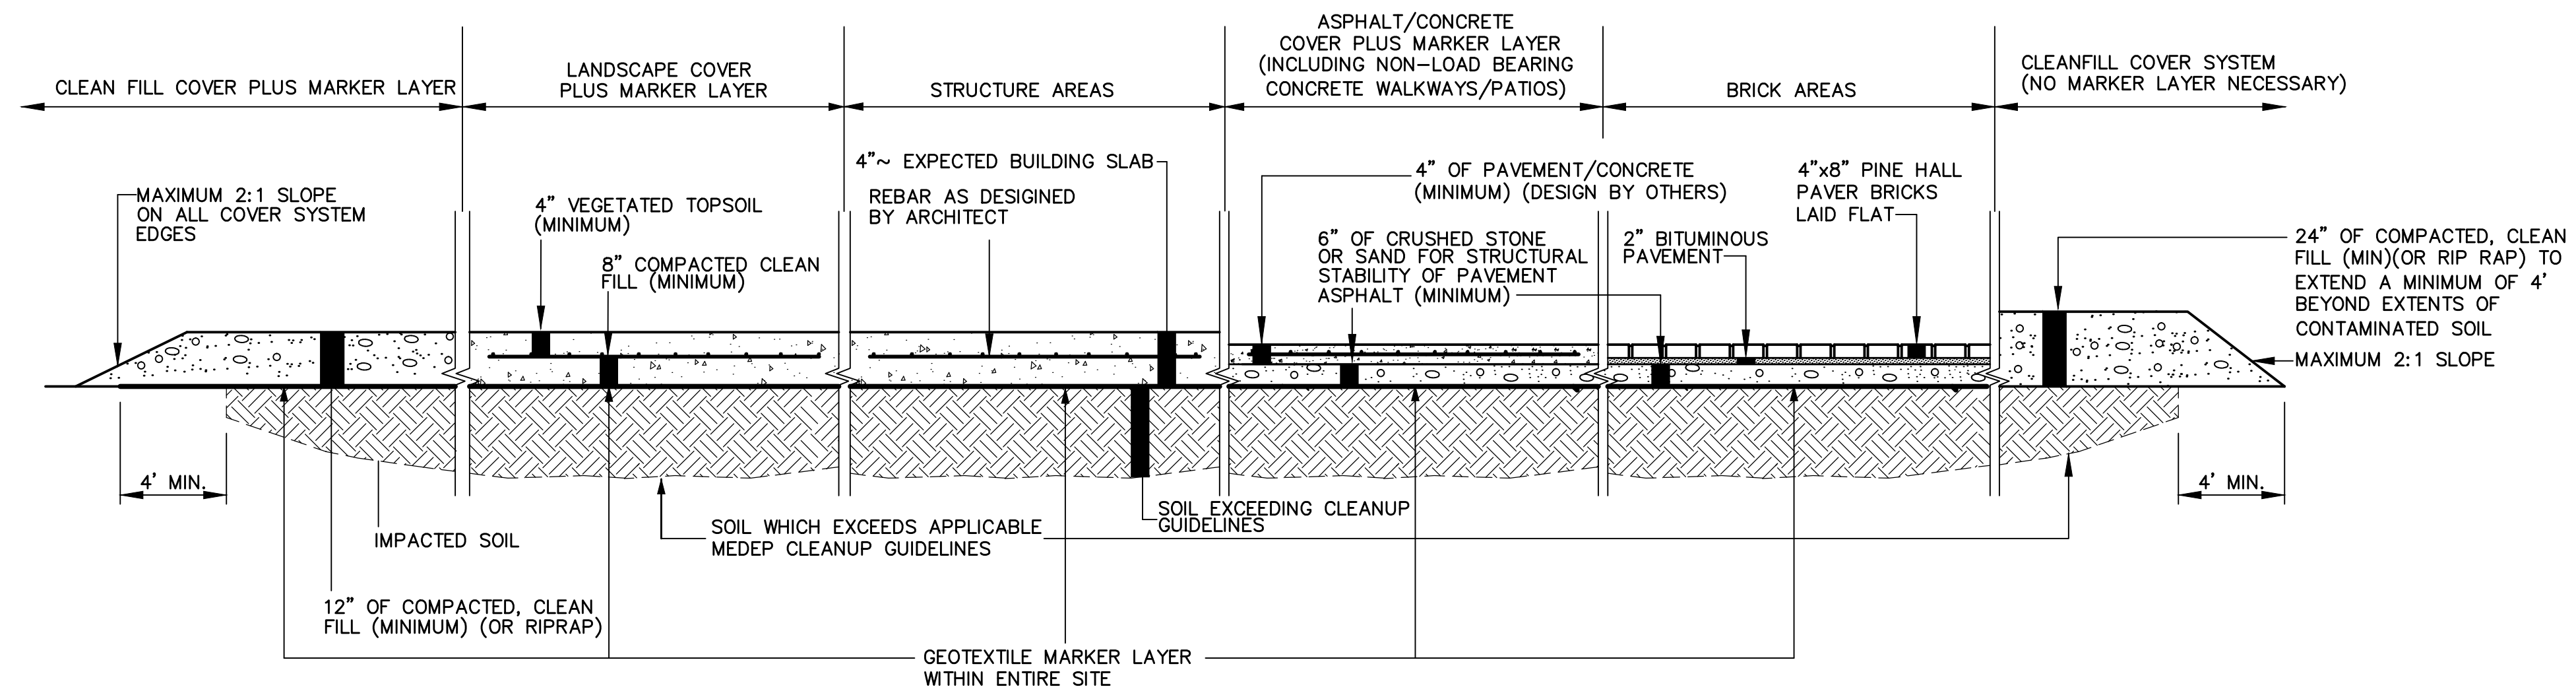 CLEAN FILL COVER PLUS MARKER LAYER
LANDSCAPE COVER
PLUS MARKER LAYER
STRUCTURE AREAS
ASPHALT/CONCRETE
COVER PLUS MARKER LAYER
(INCLUDING NON-LOAD BEARING
CONCRETE WALKWAYS/PATIOS)
BRICK AREAS
CLEANFILL COVER SYSTEM
(NO MARKER LAYER NECESSARY)
MAXIMUM 2:1 SLOPE
ON ALL COVER SYSTEM
EDGES
4" VEGETATED TOPSOIL
(MINIMUM)
8" COMPACTED CLEAN
FILL (MINIMUM)
4"~ EXPECTED BUILDING SLAB
REBAR AS DESIGINED
BY ARCHITECT
4" OF PAVEMENT/CONCRETE
(MINIMUM) (DESIGN BY OTHERS)
6" OF CRUSHED STONE
OR SAND FOR STRUCTURAL
STABILITY OF PAVEMENT
ASPHALT (MINIMUM)
2" BITUMINOUS
PAVEMENT
4"x8" PINE HALL
PAVER BRICKS
LAID FLAT
24" OF COMPACTED, CLEAN
FILL (MIN)(OR RIP RAP) TO
EXTEND A MINIMUM OF 4'
BEYOND EXTENTS OF
CONTAMINATED SOIL
MAXIMUM 2:1 SLOPE
4' MIN.
IMPACTED SOIL
12" OF COMPACTED, CLEAN
FILL (MINIMUM) (OR RIPRAP)
SOIL WHICH EXCEEDS APPLICABLE
MEDEP CLEANUP GUIDELINES
SOIL EXCEEDING CLEANUP
GUIDELINES
4' MIN.
GEOTEXTILE MARKER LAYER
WITHIN ENTIRE SITE